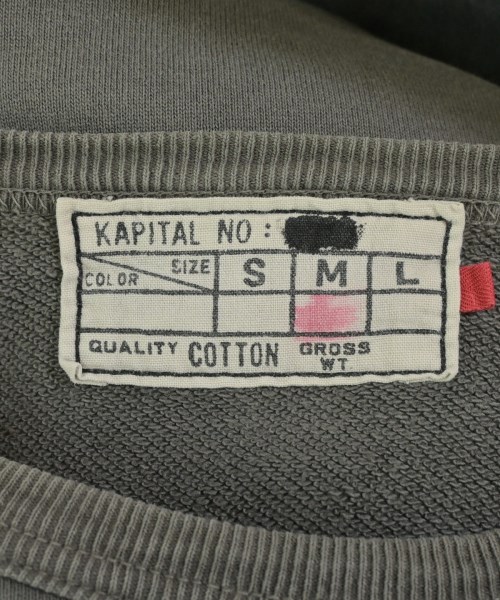 KAPITAL NO :
SIZE S M L
COLOR
QUALITY COTTON GROSS WT.